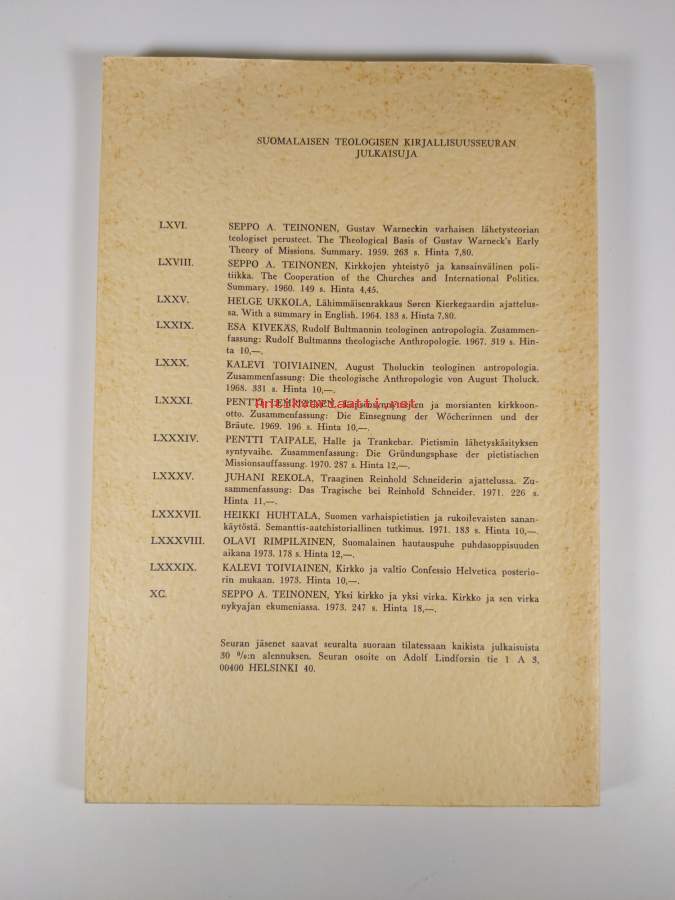 SUOMALAISEN TEOLOGISEN KIRJALLISUUSSEURAN
JULKAISUJA
LXVI. SEPPO A. TEINONEN, Gustav Warneckin varhaisen lähetysteorian
teologiset perusteet. The Theological Basis of Gustav Warneck's Early
Theory of Missions. Summary. 1959. 263 s. Hinta 7,80.
LXVIII. SEPPO A. TEINONEN, Kirkkojen yhteistyö ja kansainvälinen poli-
tiikka. The Cooperation of the Churches and International Politics.
Summary. 1960. 149 s. Hinta 4,45.
LXXV. HELGE UKKOLA, Lähimmäisenrakkaus Søren Kierkegaardin ajattelus-
sa. With a summary in English. 1964. 183 s. Hinta 7,80.
LXXIX. ESA KIVEKÄS, Rudolf Bultmannin teologinen antropologia. Zusammen-
fassung: Rudolf Bultmanns theologische Anthropologie. 1967. 319 s. Hin-
ta 10,—.
LXXX. KALEVI TOIVIAINEN, August Tholuckin teologinen antropologia.
Zusammenfassung: Die theologische Anthropologie von August Tholuck.
1968. 331 s. Hinta 10,—.
LXXXI. PENTTI ja morsianten kirkkoon-
Antikvariaatti.net
otto. Zusammenfassung: Die Einsegnung der Wöcherinnen und der
Bräute. 1969. 196 s. Hinta 10,—.
LXXXIV. PENTTI TAIPALE, Halle ja Trankebar. Pietismin lähetyskäsityksen
syntyvaihe. Zusammenfassung: Die Gründungsphase der pietistischen
Missionsauffassung. 1970. 287 s. Hinta 12,—.
LXXXV. JUHANI REKOLA, Traaginen Reinhold Schneiderin ajattelussa. Zu-
sammenfassung: Das Tragische bei Reinhold Schneider. 1971. 226 s.
Hinta 11,—.
LXXXVII. HEIKKI HUHTALA, Suomen varhaispietistien ja rukoilevaisten sanan-
käytöstä. Semanttis-aatehistoriallinen tutkimus. 1971. 183 s. Hinta 10,—.
LXXXVIII. OLAVI RIMPILÄINEN, Suomalainen hautauspuhe puhdasoppisuuden
aikana 1973. 178 s. Hinta 12,—.
LXXXIX. KALEVI TOIVIAINEN, Kirkko ja valtio Confessio Helvetica posterio-
rin mukaan. 1973. Hinta 10,—.
XC. SEPPO A. TEINONEN, Yksi kirkko ja yksi virka. Kirkko ja sen virka
nykyajan ekumeniassa. 1973. 247 s. Hinta 18,—.
Seuran jäsenet saavat seuralta suoraan tilatessaan kaikista julkaisuista
30 %:n alennuksen. Seuran osoite on Adolf Lindforsin tie 1 A 3,
00400 HELSINKI 40.